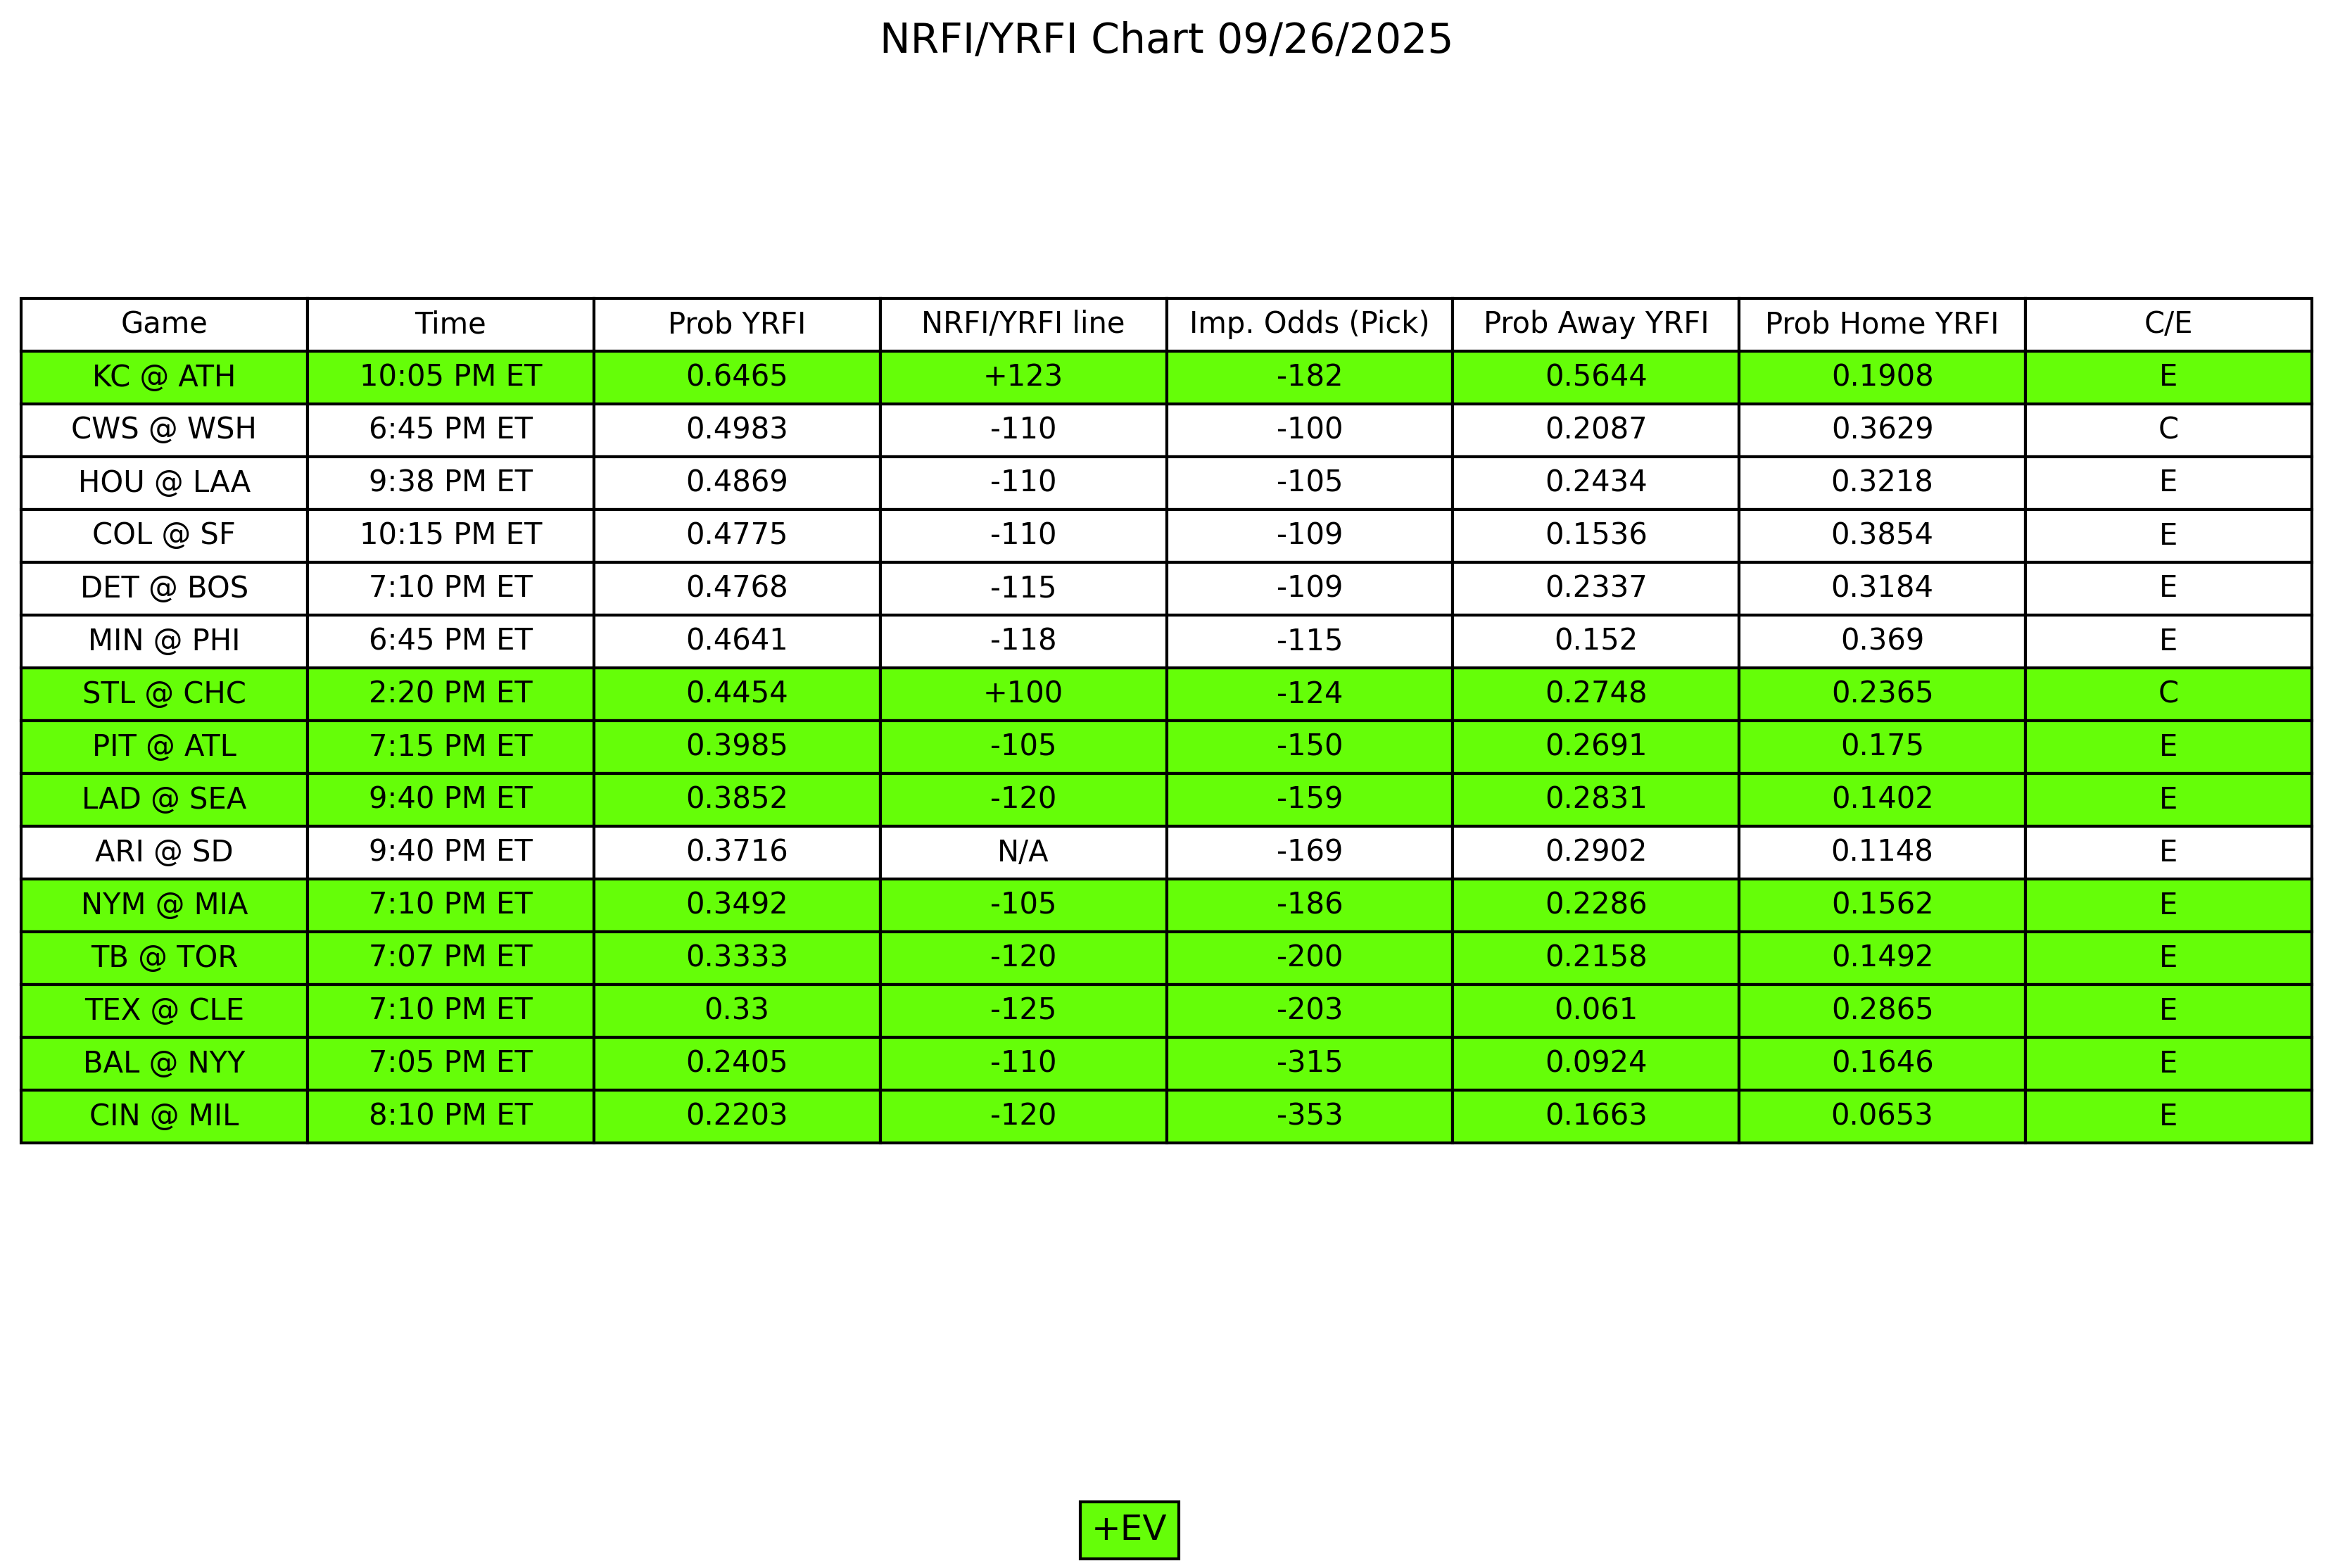 NRFI/YRFI Chart 09/26/2025
Game Time Prob YRFI NRFI/YRFI line Imp. Odds (Pick) Prob Away YRFI Prob Home YRFI C/E
KC @ ATH 10:05 PM ET 0.6465 +123 -182 0.5644 0.1908 E
CWS @ WSH 6:45 PM ET 0.4983 -110 -100 0.2087 0.3629 C
HOU @ LAA 9:38 PM ET 0.4869 -110 -105 0.2434 0.3218 E
COL @ SF 10:15 PM ET 0.4775 -110 -109 0.1536 0.3854 E
DET @ BOS 7:10 PM ET 0.4768 -115 -109 0.2337 0.3184 E
MIN @ PHI 6:45 PM ET 0.4641 -118 -115 0.152 0.369 E
STL @ CHC 2:20 PM ET 0.4454 +100 -124 0.2748 0.2365 C
PIT @ ATL 7:15 PM ET 0.3985 -105 -150 0.2691 0.175 E
LAD @ SEA 9:40 PM ET 0.3852 -120 -159 0.2831 0.1402 E
ARI @ SD 9:40 PM ET 0.3716 N/A -169 0.2902 0.1148 E
NYM @ MIA 7:10 PM ET 0.3492 -105 -186 0.2286 0.1562 E
TB @ TOR 7:07 PM ET 0.3333 -120 -200 0.2158 0.1492 E
TEX @ CLE 7:10 PM ET 0.33 -125 -203 0.061 0.2865 E
BAL @ NYY 7:05 PM ET 0.2405 -110 -315 0.0924 0.1646 E
CIN @ MIL 8:10 PM ET 0.2203 -120 -353 0.1663 0.0653 E
+EV